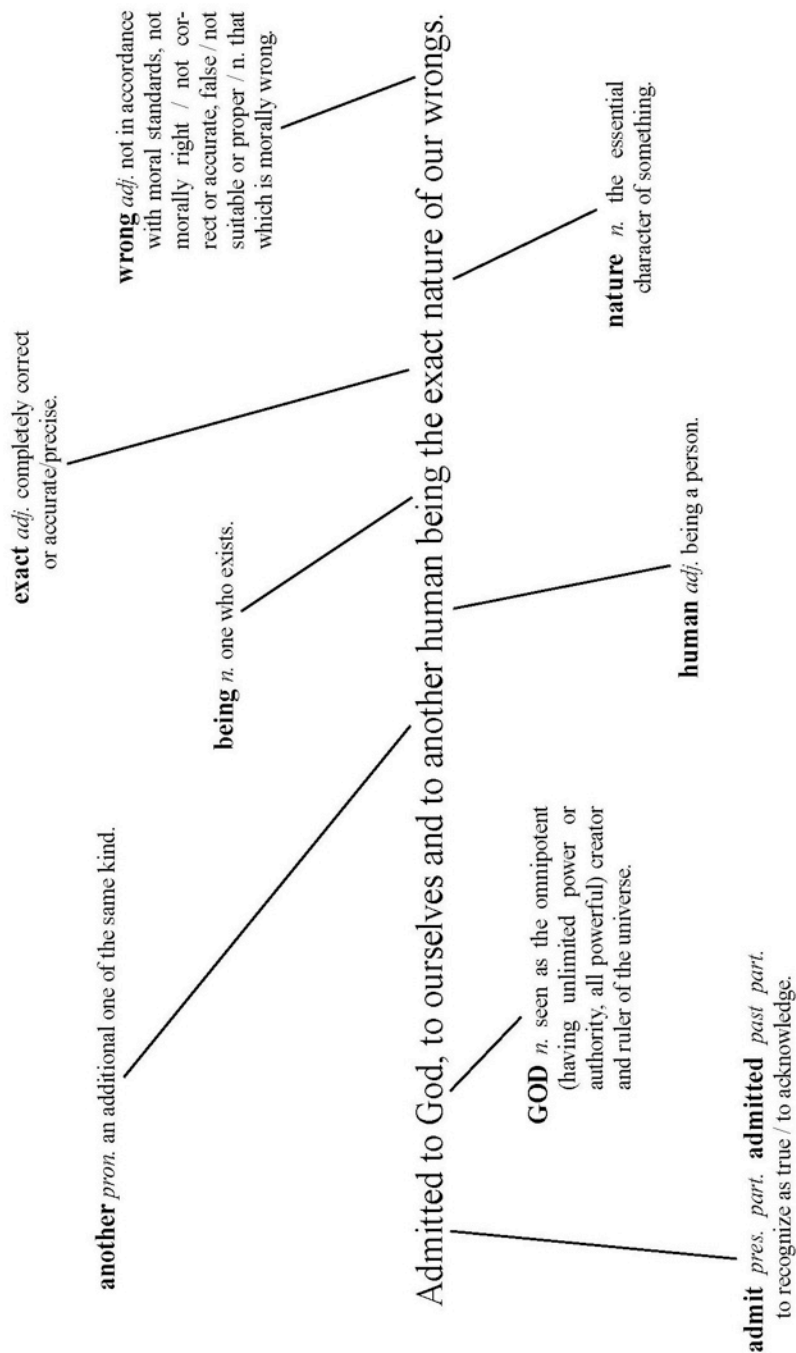 exact adj. completely correct
or accurate/precise.
wrong adj. not in accordance
with moral standards, not
morally right / not cor-
rect or accurate, false / not
suitable or proper / n. that
which is morally wrong.
another pron. an additional one of the same kind.
being n. one who exists.
Admitted to God, to ourselves and to another human being the exact nature of our wrongs.
GOD n. seen as the omnipotent
(having unlimited power or
authority, all powerful) creator
and ruler of the universe.
nature n. the essential
character of something.
human adj. being a person.
admit pres. part. admitted past part.
to recognize as true / to acknowledge.